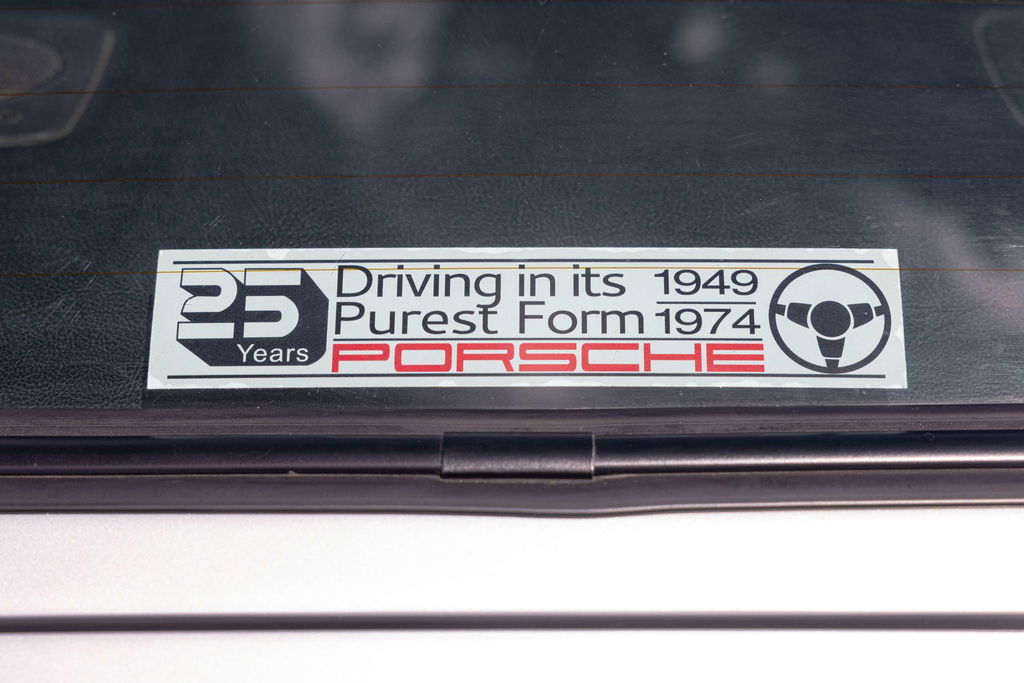 25
Years
Driving in its
Purest Form
1949
1974
PORSCHE